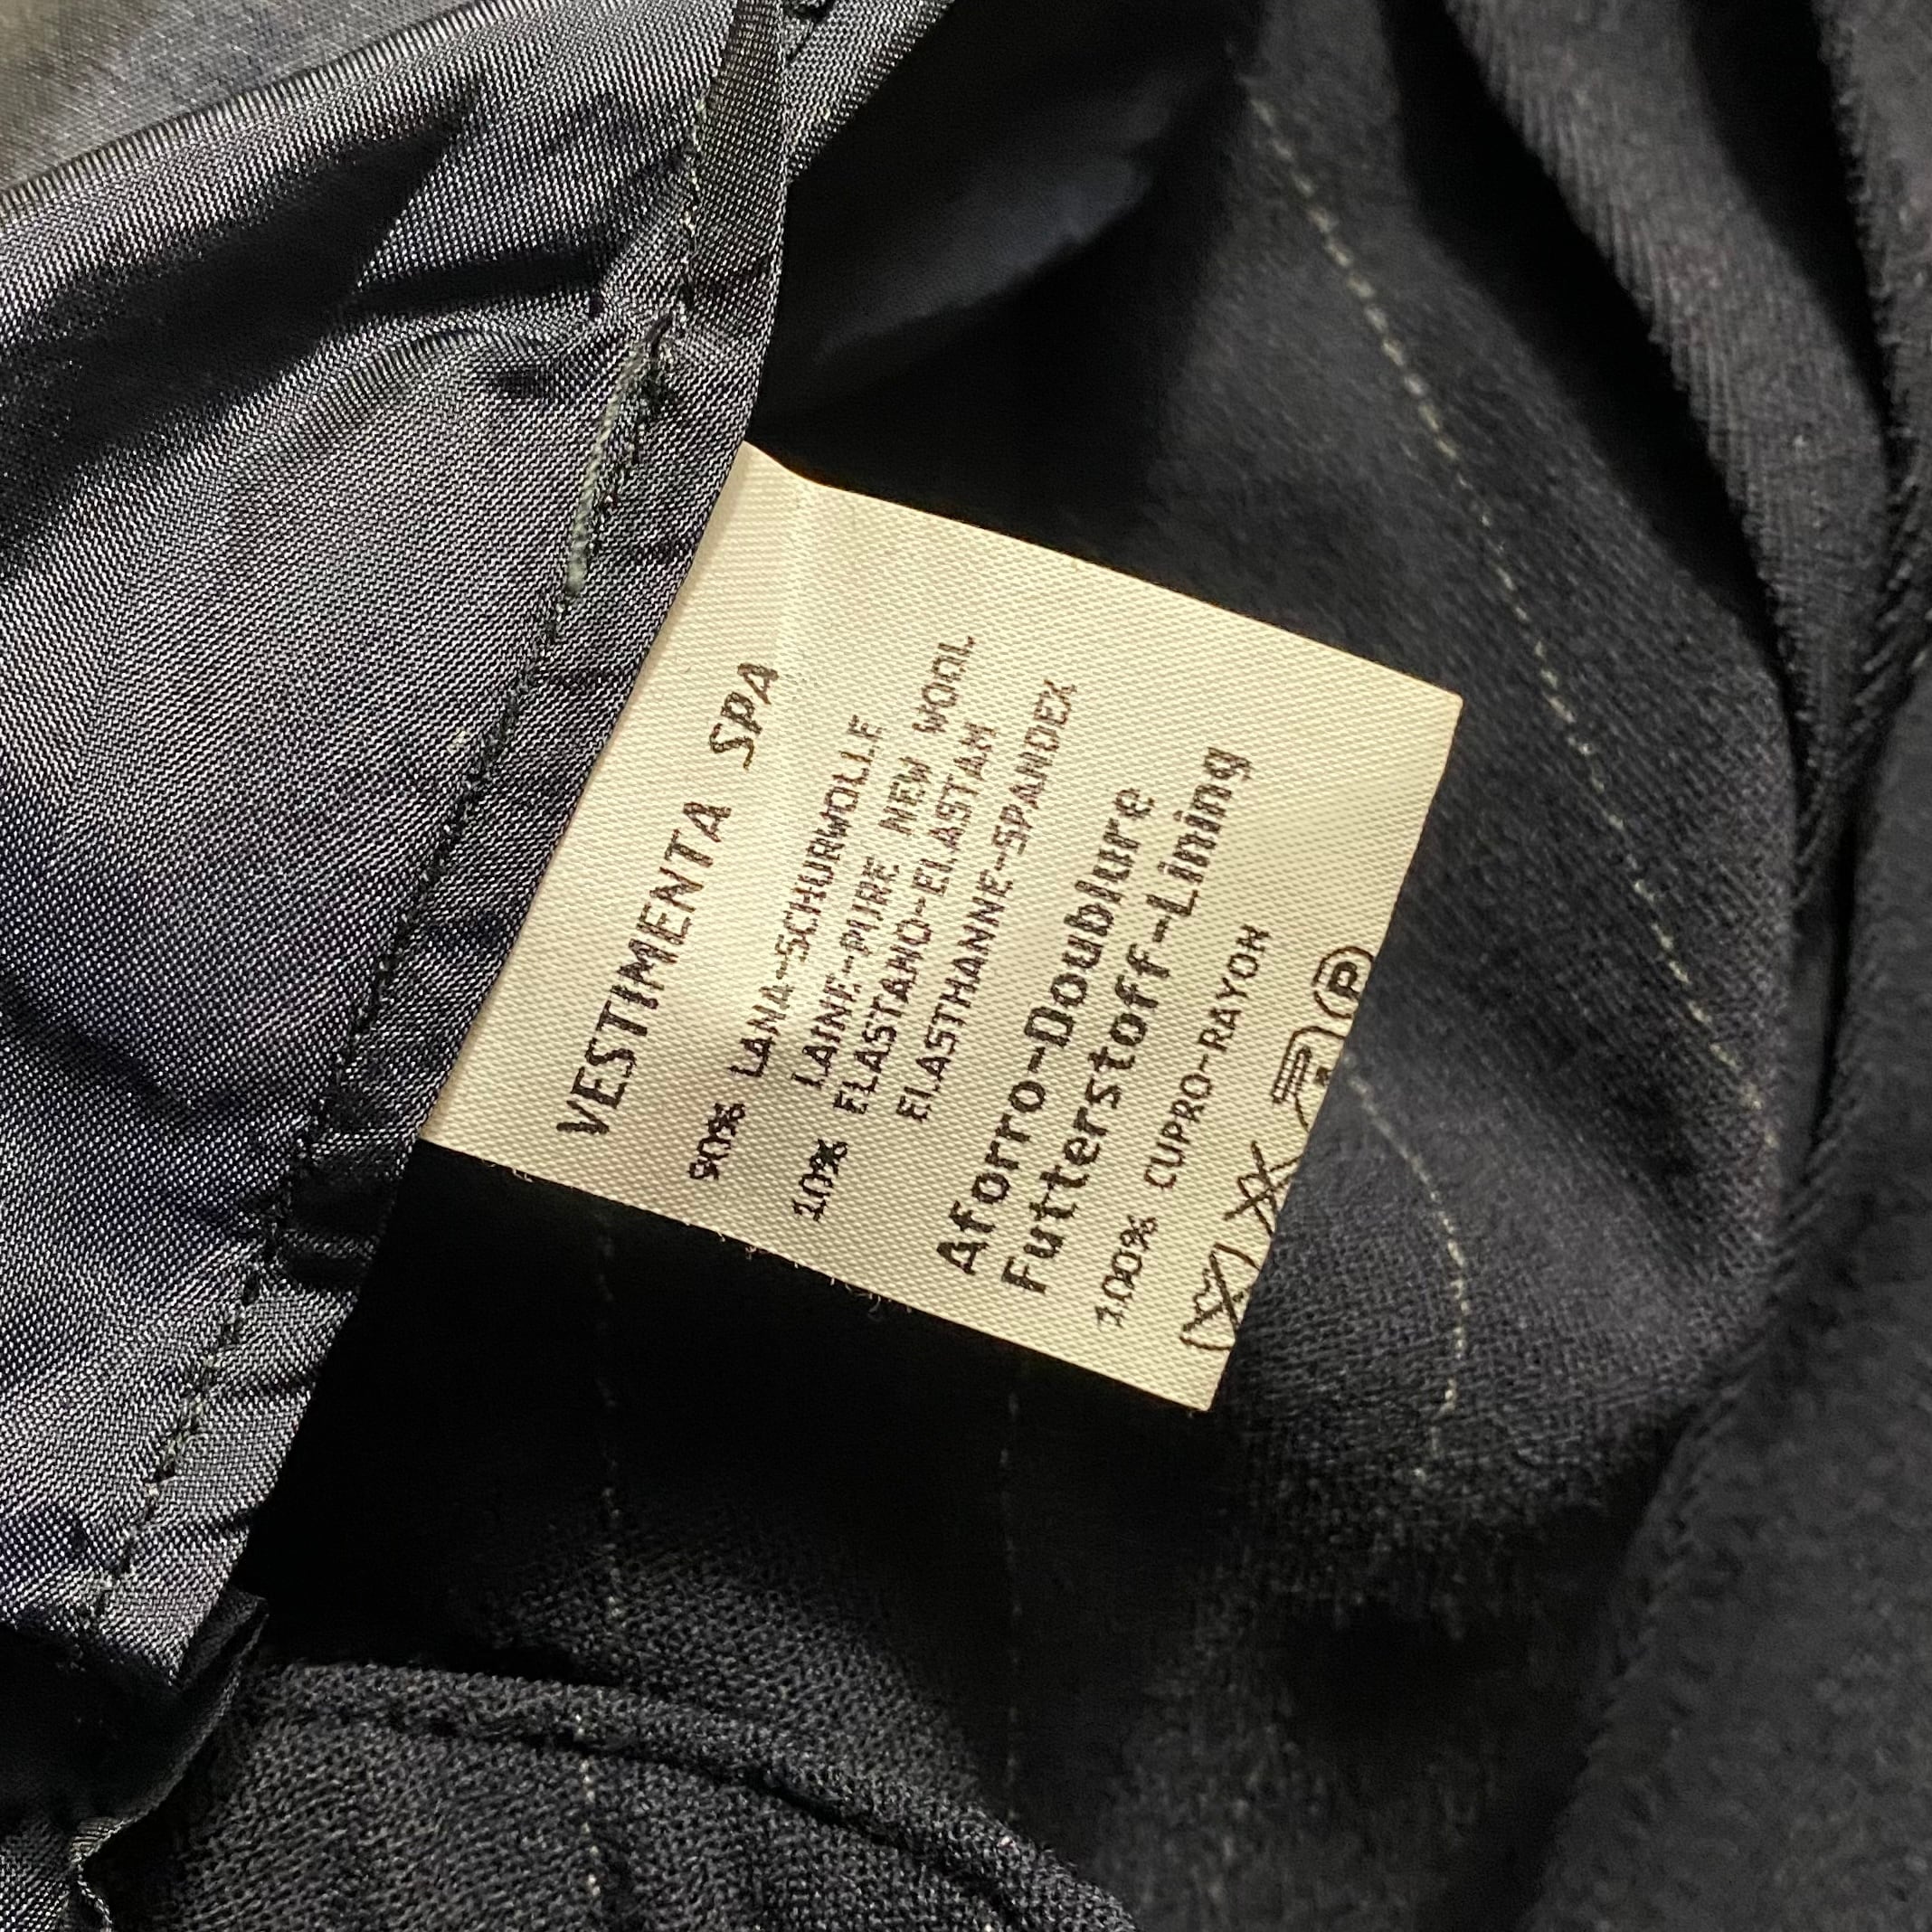 VESTIMENTA SPA
90% LANA-SCHURWOLLE
LAINE-PURE NEW WOOL
10% ELASTANO-ELASTAM
ELASTHANNE-SPANDEX
Aforro-Doublure
Futterstoff-Lining
100% CUPRO-RAYON
P